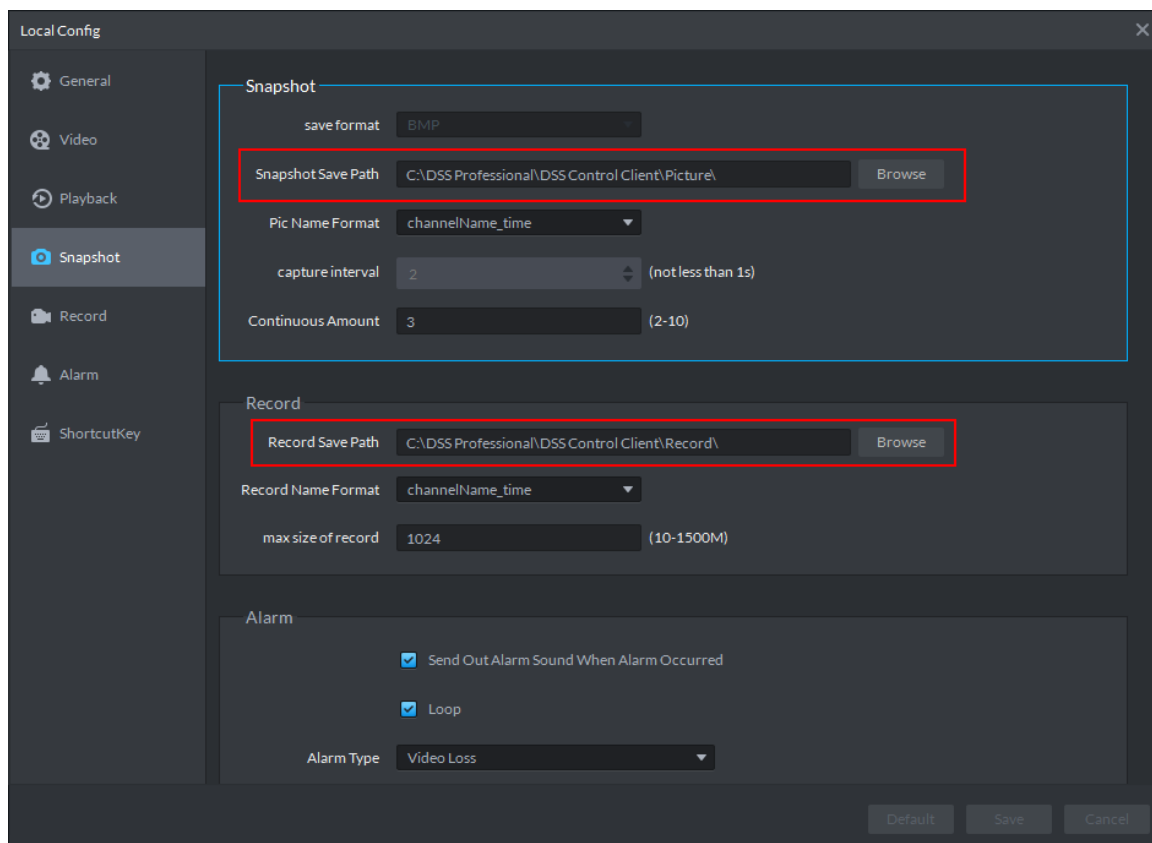 Local Config
General
Video
Playback
Snapshot
Record
Alarm
ShortcutKey
Snapshot
save format BMP
Snapshot Save Path C:\DSS Professional\DSS Control Client\Picture\ Browse
Pic Name Format channelName_time
capture interval 2 (not less than 1s)
Continuous Amount 3 (2-10)
Record
Record Save Path C:\DSS Professional\DSS Control Client\Record\ Browse
Record Name Format channelName_time
max size of record 1024 (10-1500M)
Alarm
Send Out Alarm Sound When Alarm Occurred
Loop
Alarm Type Video Loss
Default Save Cancel